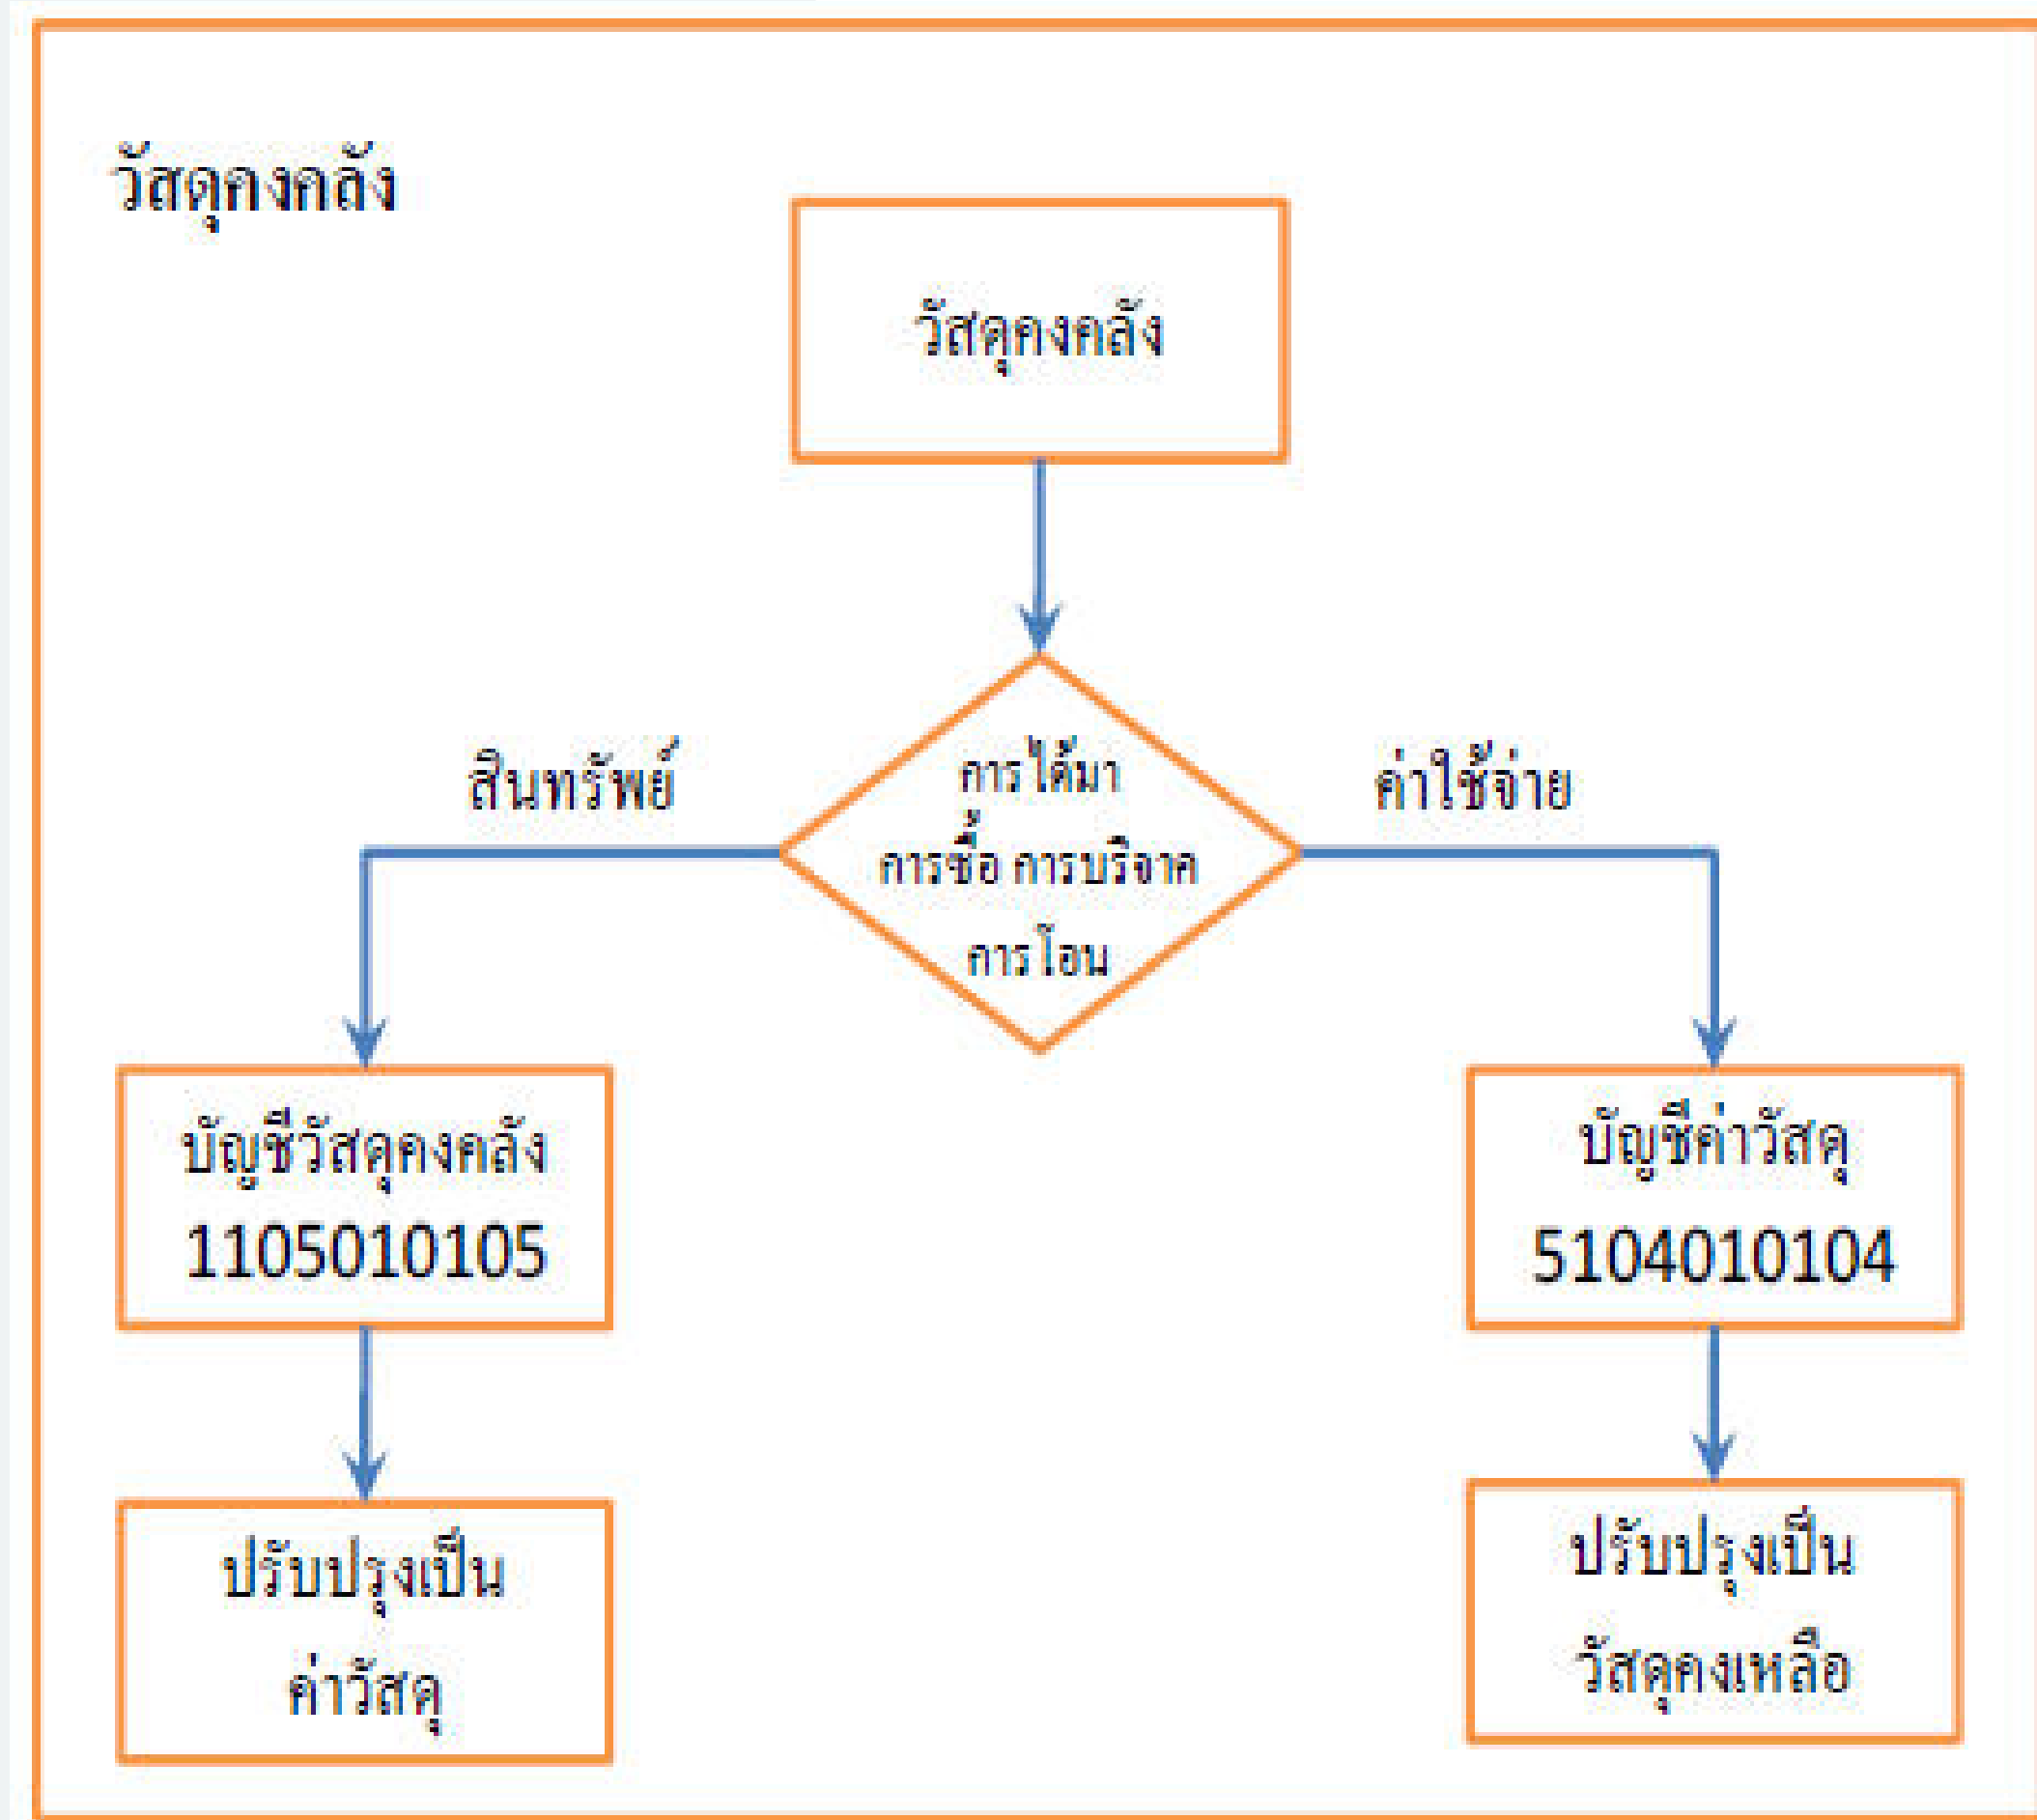 วัสดุคงคลัง
วัสดุคงคลัง
การได้มา
การซื้อ การบริจาค
การโอน
สินทรัพย์
ค่าใช้จ่าย
บัญชีวัสดุคงคลัง
1105010105
บัญชีค่าวัสดุ
5104010104
ปรับปรุงเป็น
ค่าวัสดุ
ปรับปรุงเป็น
วัสดุคงเหลือ